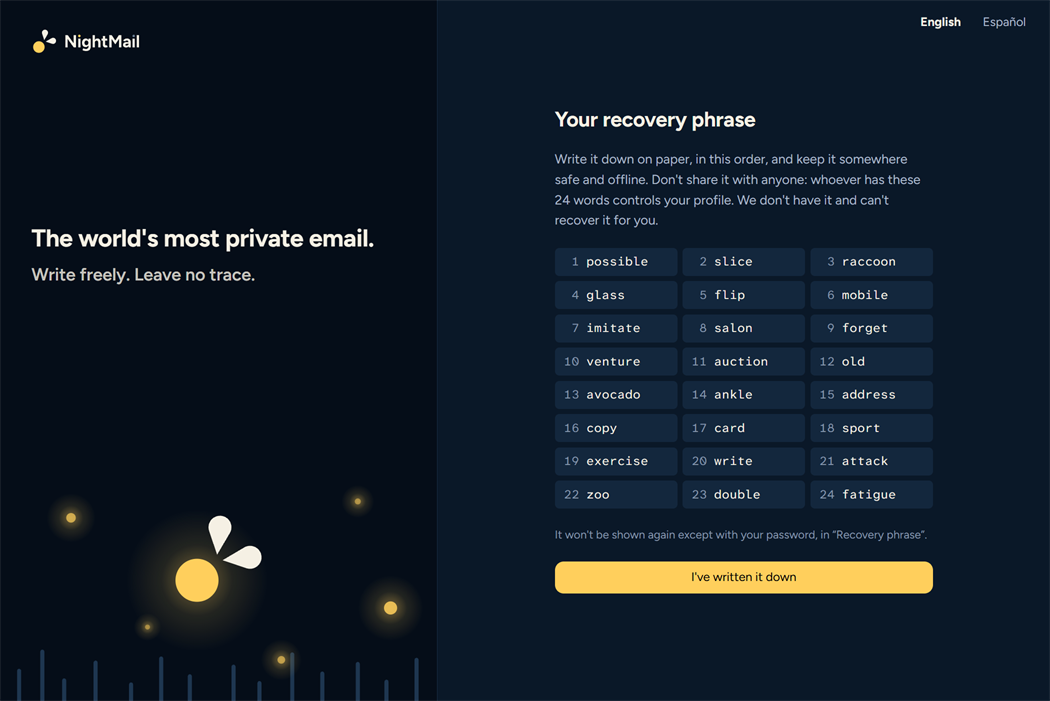 NightMail
English Español
The world's most private email.
Write freely. Leave no trace.
Your recovery phrase
Write it down on paper, in this order, and keep it somewhere
safe and offline. Don't share it with anyone: whoever has these
24 words controls your profile. We don't have it and can't
recover it for you.
1 possible 2 slice 3 raccoon
4 glass 5 flip 6 mobile
7 imitate 8 salon 9 forget
10 venture 11 auction 12 old
13 avocado 14 ankle 15 address
16 copy 17 card 18 sport
19 exercise 20 write 21 attack
22 zoo 23 double 24 fatigue
It won't be shown again except with your password, in “Recovery phrase”.
I've written it down